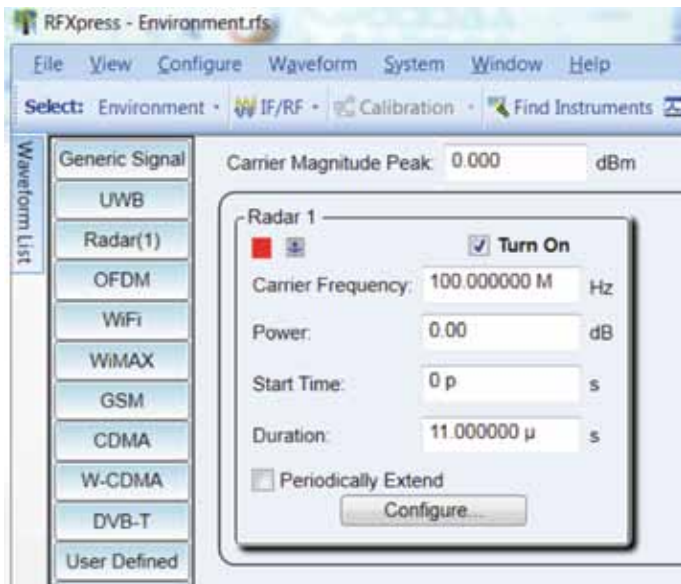 RFXpress - Environment.rfs
File View Configure Waveform System Window Help
Select: Environment IF/RF Calibration Find Instruments
Waveform List
Generic Signal
UWB
Radar(1)
OFDM
WiFi
WiMAX
GSM
CDMA
W-CDMA
DVB-T
User Defined
Carrier Magnitude Peak: 0.000 dBm
Radar 1
Turn On
Carrier Frequency: 100.000000 M Hz
Power: 0.00 dB
Start Time: 0 p s
Duration: 11.000000 µ s
Periodically Extend
Configure...